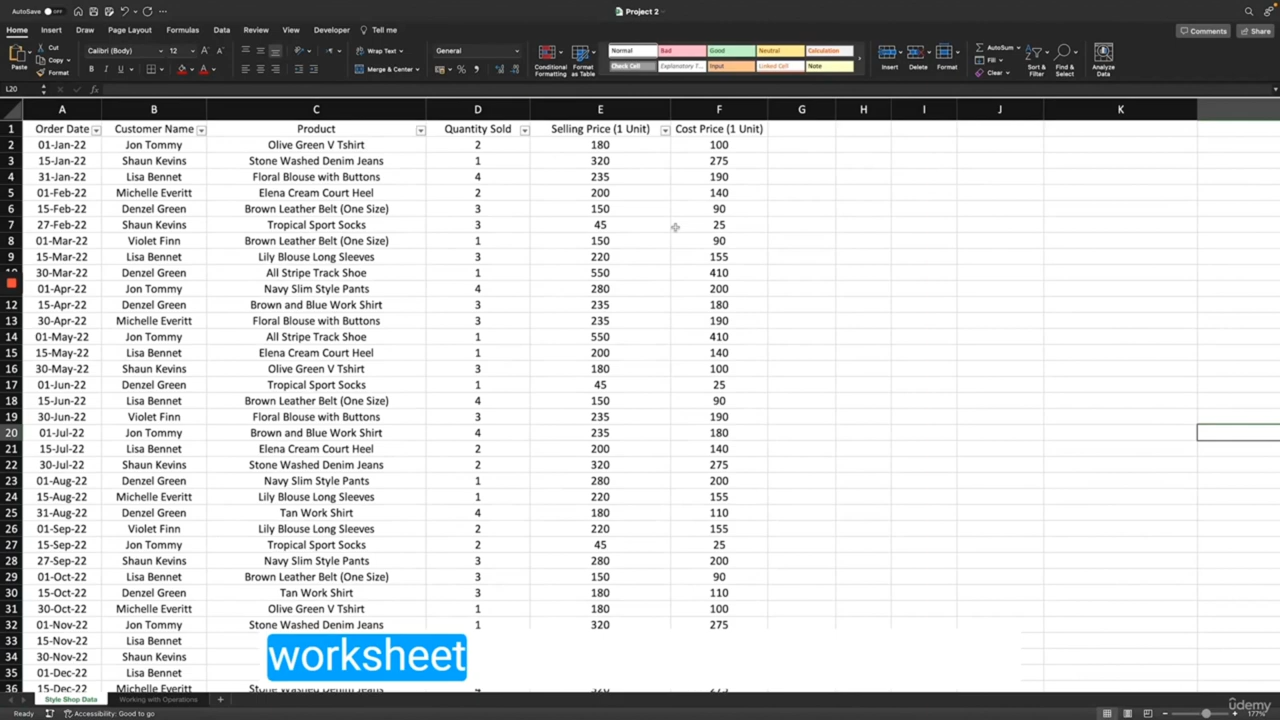 AutoSave OFF Project 2
Home Insert Draw Page Layout Formulas Data Review View Developer Tell me Comments Share
Paste Cut Copy Format
Calibri (Body) 12 Wrap Text General
B Merge & Center
Conditional Formatting Format as Table
Normal Bad Good Neutral Calculation
Check Cell Explanatory T... Input Linked Cell Note
Insert Delete Format AutoSum Fill Clear Sort & Filter Find & Select Analyze Data
L20 fx
A B C D E F G H I J K
1 Order Date Customer Name Product Quantity Sold Selling Price (1 Unit) Cost Price (1 Unit)
2 01-Jan-22 Jon Tommy Olive Green V Tshirt 2 180 100
3 15-Jan-22 Shaun Kevins Stone Washed Denim Jeans 1 320 275
4 31-Jan-22 Lisa Bennet Floral Blouse with Buttons 4 235 190
5 01-Feb-22 Michelle Everitt Elena Cream Court Heel 2 200 140
6 15-Feb-22 Denzel Green Brown Leather Belt (One Size) 3 150 90
7 27-Feb-22 Shaun Kevins Tropical Sport Socks 3 45 25
8 01-Mar-22 Violet Finn Brown Leather Belt (One Size) 1 150 90
9 15-Mar-22 Lisa Bennet Lily Blouse Long Sleeves 3 220 155
30-Mar-22 Denzel Green All Stripe Track Shoe 1 550 410
01-Apr-22 Jon Tommy Navy Slim Style Pants 4 280 200
12 15-Apr-22 Denzel Green Brown and Blue Work Shirt 3 235 180
13 30-Apr-22 Michelle Everitt Floral Blouse with Buttons 3 235 190
14 01-May-22 Jon Tommy All Stripe Track Shoe 1 550 410
15 15-May-22 Lisa Bennet Elena Cream Court Heel 1 200 140
16 30-May-22 Shaun Kevins Olive Green V Tshirt 3 180 100
17 01-Jun-22 Denzel Green Tropical Sport Socks 1 45 25
18 15-Jun-22 Lisa Bennet Brown Leather Belt (One Size) 4 150 90
19 30-Jun-22 Violet Finn Floral Blouse with Buttons 3 235 190
20 01-Jul-22 Jon Tommy Brown and Blue Work Shirt 4 235 180
21 15-Jul-22 Lisa Bennet Elena Cream Court Heel 2 200 140
22 30-Jul-22 Shaun Kevins Stone Washed Denim Jeans 2 320 275
23 01-Aug-22 Denzel Green Navy Slim Style Pants 1 280 200
24 15-Aug-22 Michelle Everitt Lily Blouse Long Sleeves 1 220 155
25 31-Aug-22 Denzel Green Tan Work Shirt 4 180 110
26 01-Sep-22 Violet Finn Lily Blouse Long Sleeves 2 220 155
27 15-Sep-22 Jon Tommy Tropical Sport Socks 2 45 25
28 27-Sep-22 Shaun Kevins Navy Slim Style Pants 3 280 200
29 01-Oct-22 Lisa Bennet Brown Leather Belt (One Size) 3 150 90
30 15-Oct-22 Denzel Green Tan Work Shirt 3 180 110
31 30-Oct-22 Michelle Everitt Olive Green V Tshirt 1 180 100
32 01-Nov-22 Jon Tommy Stone Washed Denim Jeans 1 320 275
33 15-Nov-22 Lisa Bennet
34 30-Nov-22 Shaun Kevins
worksheet
35 01-Dec-22 Lisa Bennet
36 15-Dec-22 Michelle Everitt
Style Shop Data Working with Operations +
Ready Accessibility: Good to go 177%
udemy